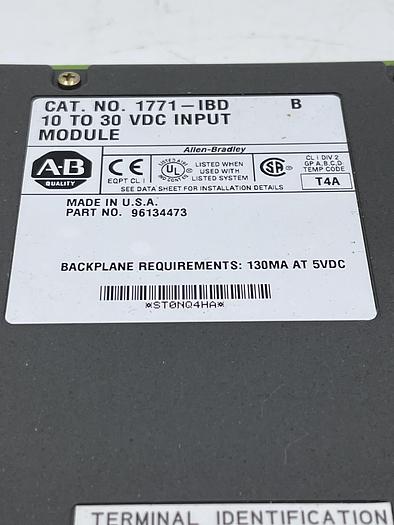 CAT. NO. 1771-IBD B
10 TO 30 VDC INPUT
MODULE
Allen-Bradley
A-B
QUALITY
CE
EQPT CL I
LISTED WHEN
USED WITH
LISTED SYSTEM
UL
SA
CL I DIV 2
GP A,B,C,D
TEMP CODE
T4A
SEE DATA SHEET FOR INSTALLATION DETAILS
MADE IN U.S.A.
PART NO. 96134473
BACKPLANE REQUIREMENTS: 130MA AT 5VDC
*ST0NQ4HA*
TERMINAL IDENTIFICATION